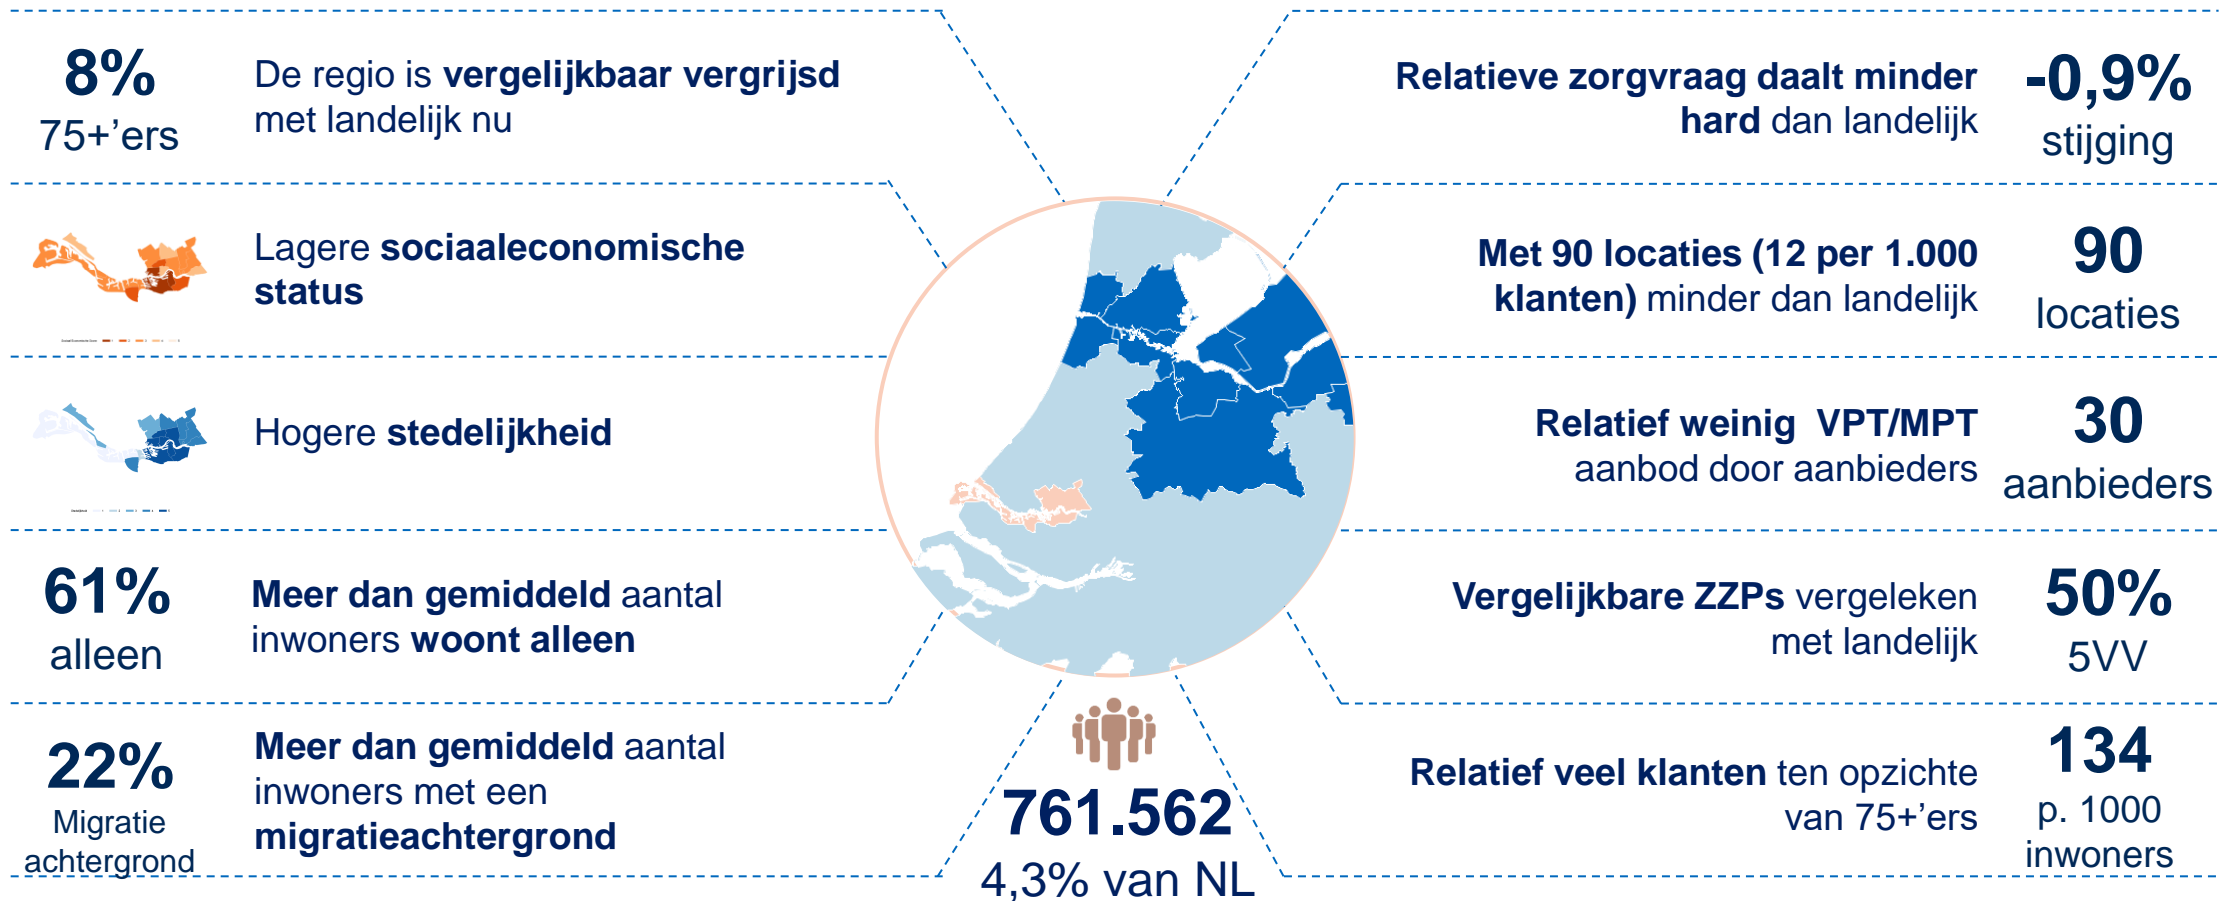 8%
75+'ers
De regio is vergelijkbaar vergrijsd
met landelijk nu
Lagere sociaaleconomische
status
Hogere stedelijkheid
61%
alleen
Meer dan gemiddeld aantal
inwoners woont alleen
22%
Migratie
achtergrond
Meer dan gemiddeld aantal
inwoners met een
migratieachtergrond
761.562
4,3% van NL
Relatieve zorgvraag daalt minder
hard dan landelijk
-0,9%
stijging
Met 90 locaties (12 per 1.000
klanten) minder dan landelijk
90
locaties
Relatief weinig  VPT/MPT
aanbod door aanbieders
30
aanbieders
Vergelijkbare ZZPs vergeleken
met landelijk
50%
5VV
Relatief veel klanten ten opzichte
van 75+'ers
134
p. 1000
inwoners